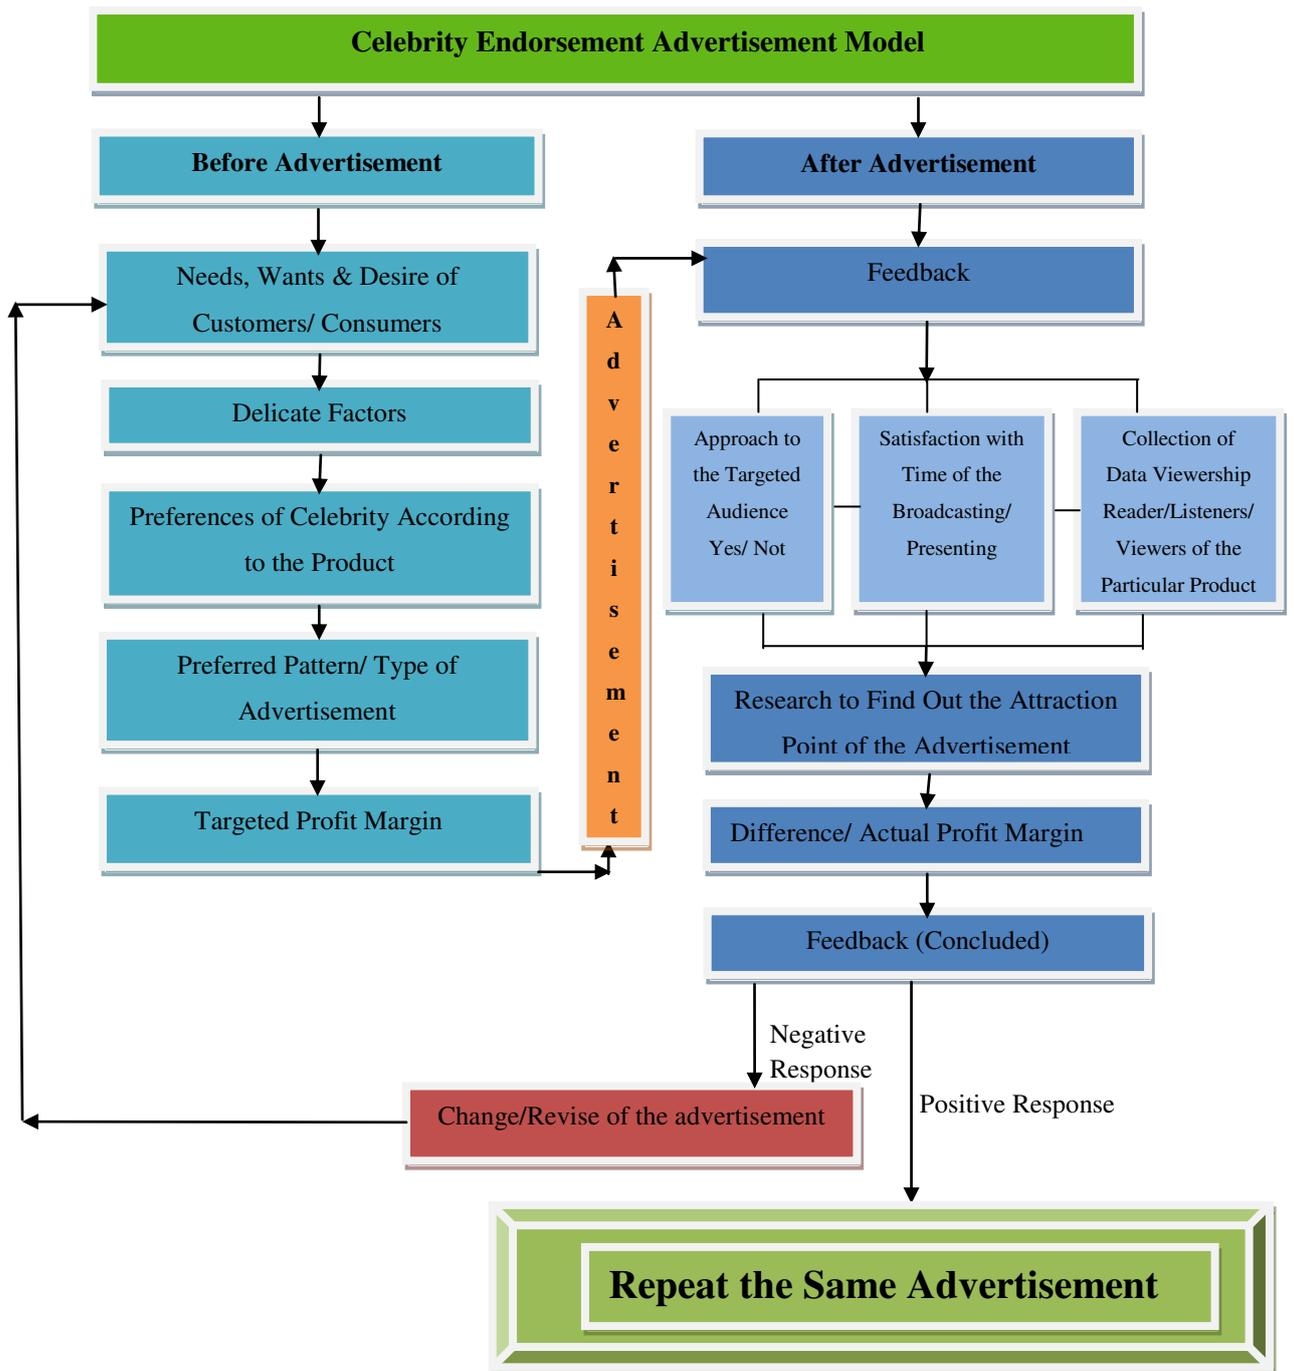 Celebrity Endorsement Advertisement Model
Before Advertisement
Needs, Wants & Desire of
Customers/ Consumers
Delicate Factors
Preferences of Celebrity According
to the Product
Preferred Pattern/ Type of
Advertisement
Targeted Profit Margin
A
d
v
e
r
t
i
s
e
m
e
n
t
After Advertisement
Feedback
Approach to
the Targeted
Audience
Yes/ Not
Satisfaction with
Time of the
Broadcasting/
Presenting
Collection of
Data Viewership
Reader/Listeners/
Viewers of the
Particular Product
Research to Find Out the Attraction
Point of the Advertisement
Difference/ Actual Profit Margin
Feedback (Concluded)
Negative
Response
Positive Response
Change/Revise of the advertisement
Repeat the Same Advertisement